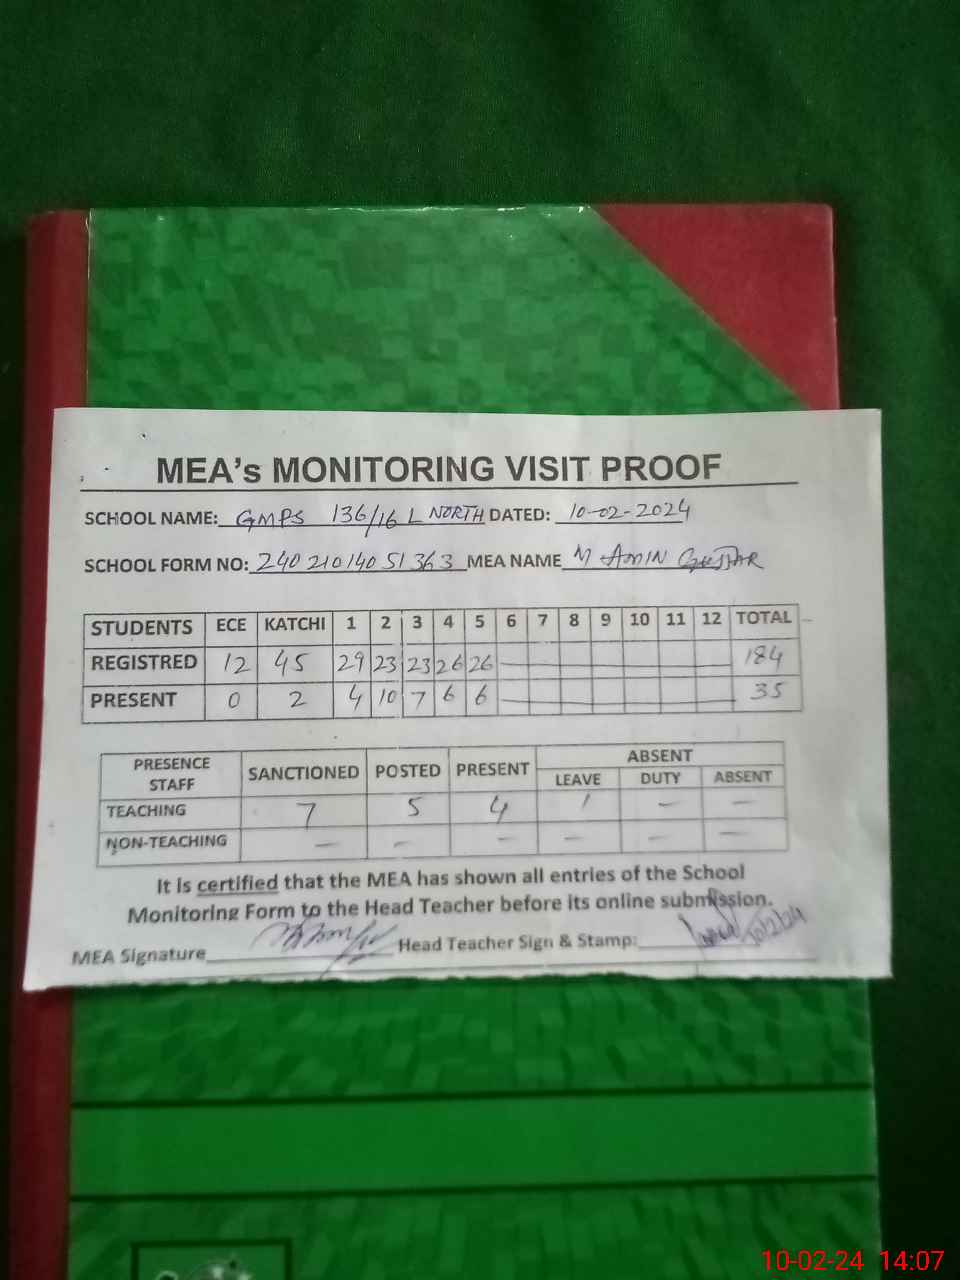 MEA's MONITORING VISIT PROOF
SCHOOL NAME: GMPS 136/16 L NORTH DATED: 10-02-2024
SCHOOL FORM NO: 24021014051363 MEA NAME M AMIN GUJJAR
STUDENTS ECE KATCHI 1 2 3 4 5 6 7 8 9 10 11 12 TOTAL
REGISTRED 12 45 29 23 23 26 26 184
PRESENT 0 2 4 10 7 6 6 35
PRESENCE STAFF SANCTIONED POSTED PRESENT ABSENT
LEAVE DUTY ABSENT
TEACHING 7 5 4 1 — —
NON-TEACHING — — — — — —
It is certified that the MEA has shown all entries of the School
Monitoring Form to the Head Teacher before its online submission.
MEA Signature Head Teacher Sign & Stamp: 10/2/24
10-02-24 14:07